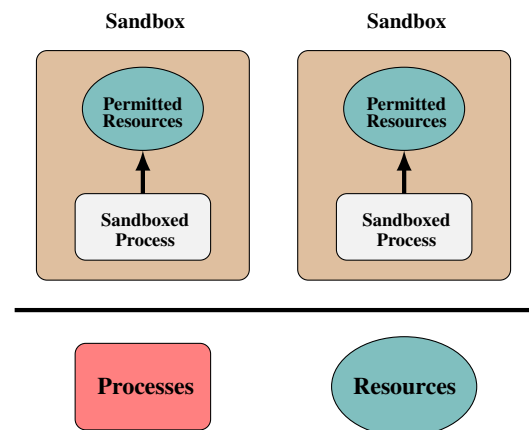 Sandbox
Permitted
Resources
Sandboxed
Process
Sandbox
Permitted
Resources
Sandboxed
Process
Processes
Resources